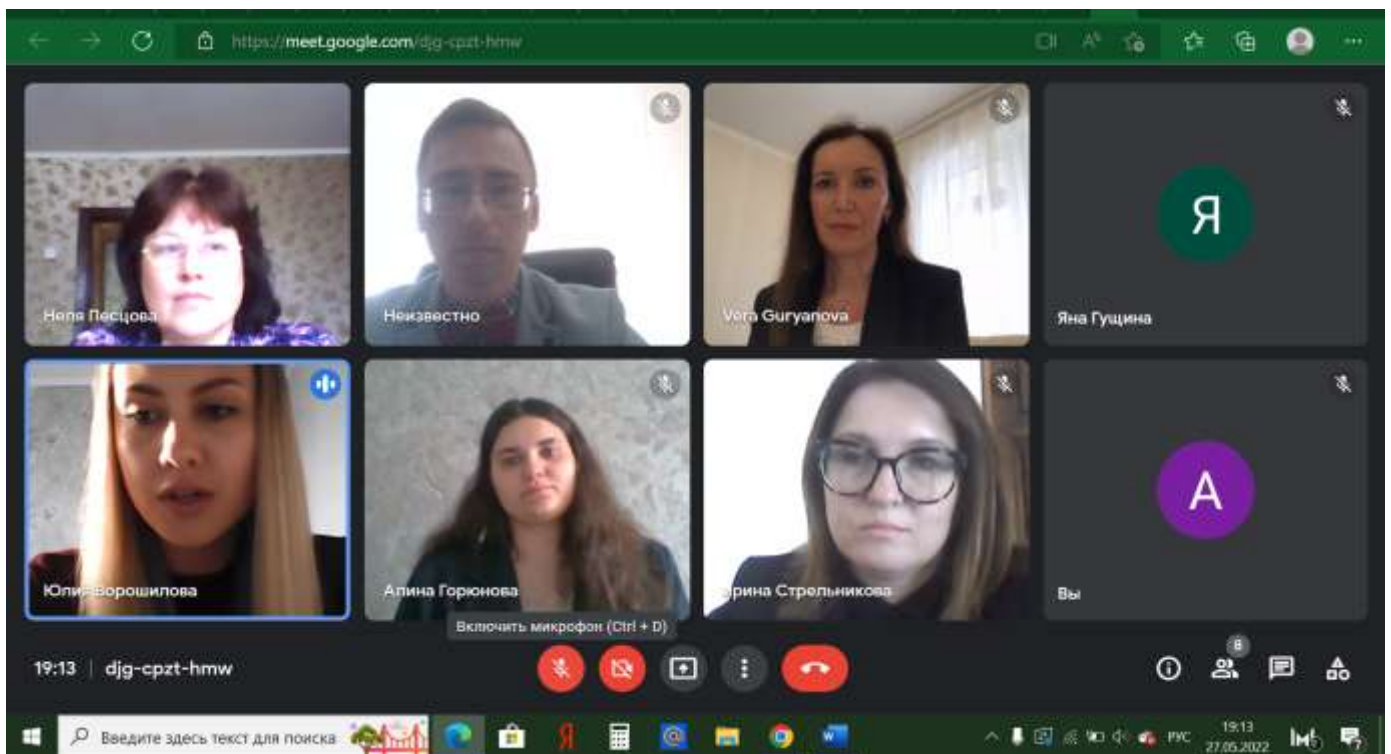 https://meet.google.com/djg-cpzt-hmw
Неля Песцова
Неизвестно
Vera Guryanova
Я
Яна Гущина
Юлия Ворошилова
Алина Горюнова
Ирина Стрельникова
А
Вы
Включить микрофон (Ctrl + D)
19:13 | djg-cpzt-hmw
8
Введите здесь текст для поиска
РУС
19:13
27.05.2022